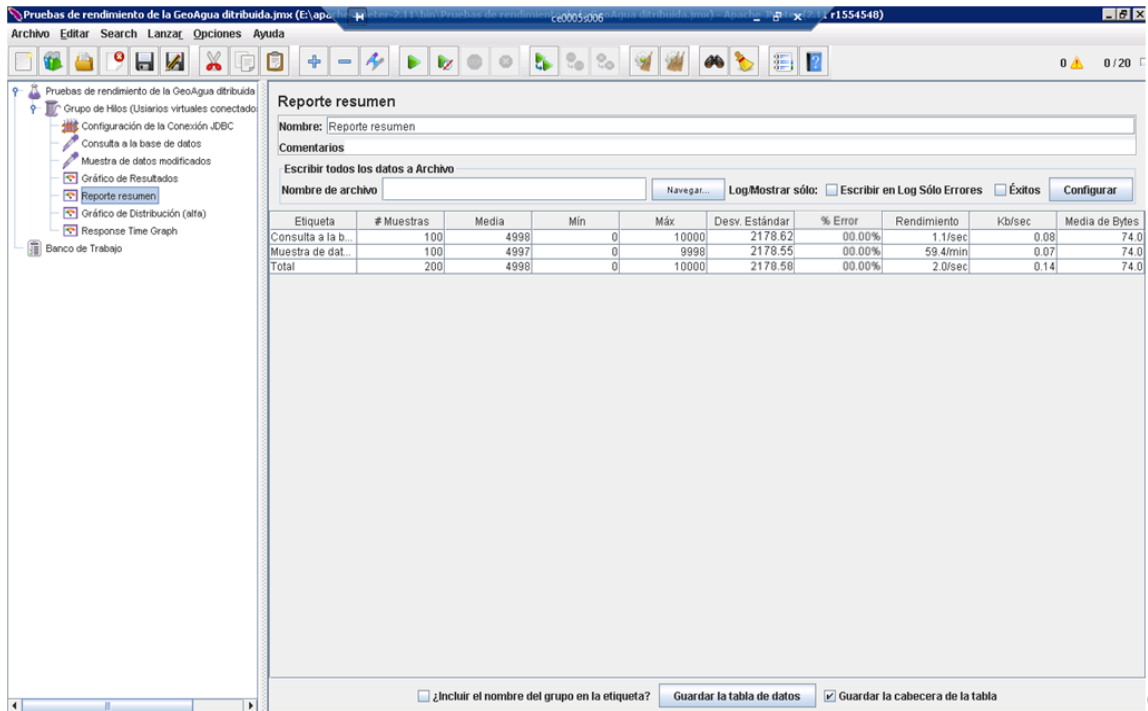 Pruebas de rendimiento de la GeoAgua ditribuida.jmx (E:\apa
ce0005s006
r1554548)
Archivo Editar Search Lanzar Opciones Ayuda
0 0 / 20
Pruebas de rendimiento de la GeoAgua ditribuida
Grupo de Hilos (Usiarios virtuales conectado
Configuración de la Conexión JDBC
Consulta a la base de datos
Muestra de datos modificados
Gráfico de Resultados
Reporte resumen
Gráfico de Distribución (alfa)
Response Time Graph
Banco de Trabajo
Reporte resumen
Nombre: Reporte resumen
Comentarios
Escribir todos los datos a Archivo
Nombre de archivo Navegar... Log/Mostrar sólo: Escribir en Log Sólo Errores Éxitos Configurar
Etiqueta # Muestras Media Mín Máx Desv. Estándar % Error Rendimiento Kb/sec Media de Bytes
Consulta a la b... 100 4998 0 10000 2178.62 00.00% 1.1/sec 0.08 74.0
Muestra de dat... 100 4997 0 9998 2178.55 00.00% 59.4/min 0.07 74.0
Total 200 4998 0 10000 2178.58 00.00% 2.0/sec 0.14 74.0
¿Incluir el nombre del grupo en la etiqueta? Guardar la tabla de datos Guardar la cabecera de la tabla